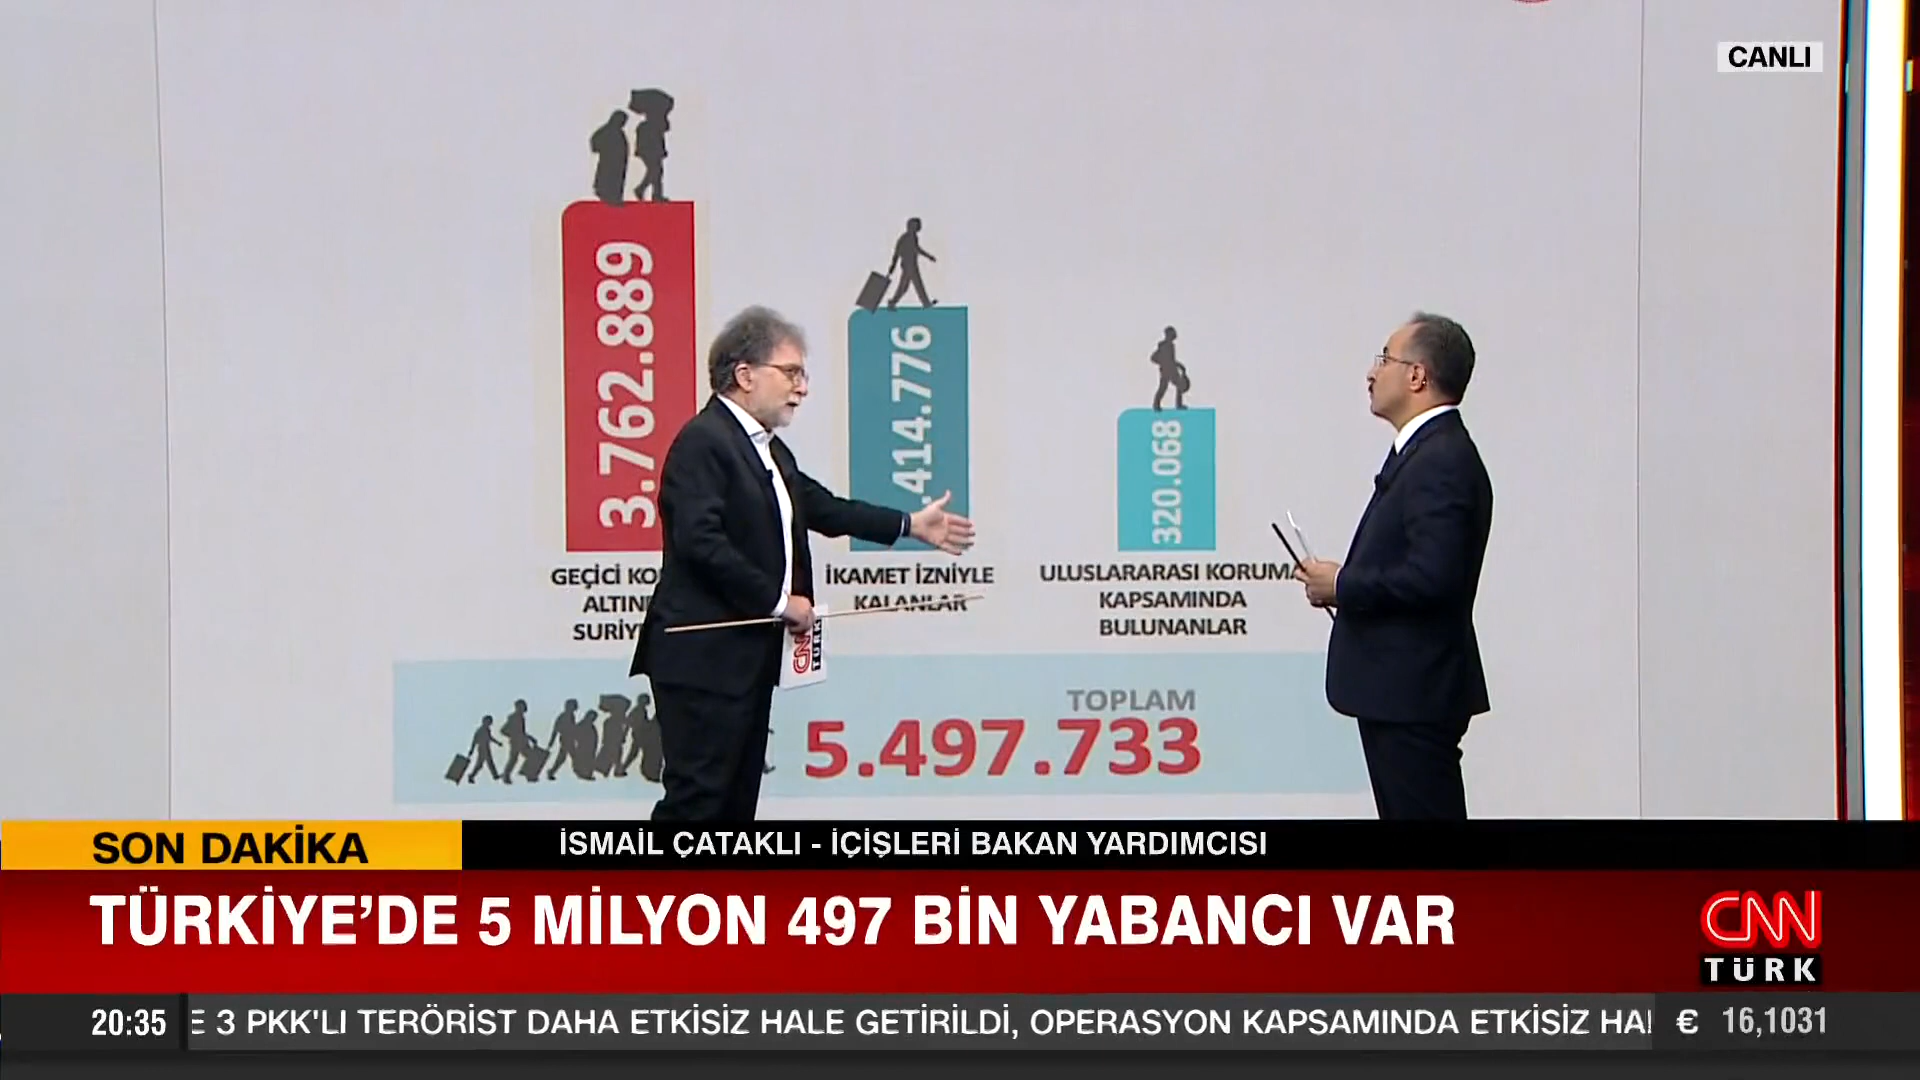 CANLI
3.762.889
.414.776
320.068
GEÇİCİ
ALTIN
SURİY
İKAMET İZNİYLE
KALANLAR
ULUSLARARASI KORUMA
KAPSAMINDA
BULUNANLAR
CNN
TÜRK
TOPLAM
5.497.733
SON DAKİKA
İSMAİL ÇATAKLI - İÇİŞLERİ BAKAN YARDIMCISI
TÜRKİYE'DE 5 MİLYON 497 BİN YABANCI VAR
CNN
TÜRK
20:35
E 3 PKK'LI TERÖRİST DAHA ETKİSİZ HALE GETİRİLDİ, OPERASYON KAPSAMINDA ETKİSİZ HA
€ 16,1031